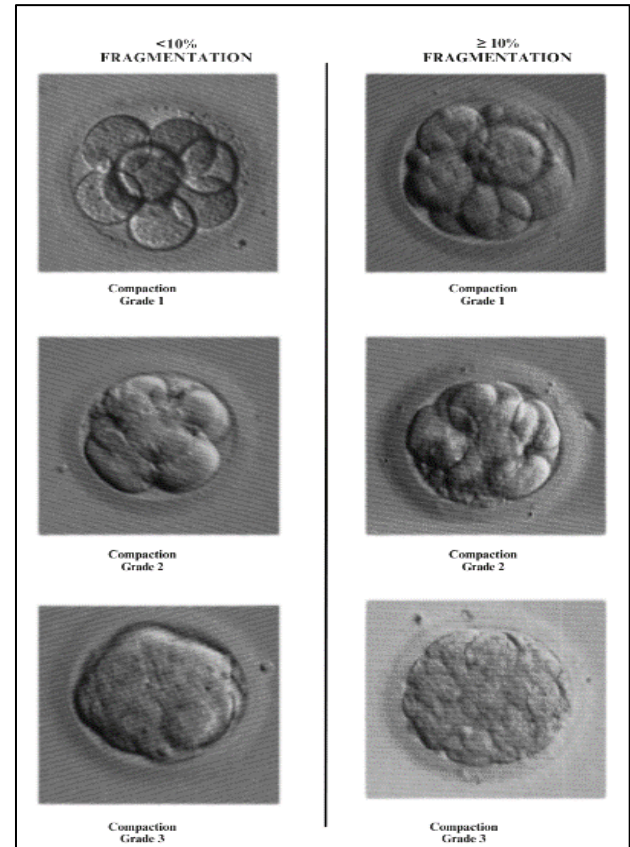 <10%
FRAGMENTATION
≥ 10%
FRAGMENTATION
Compaction
Grade 1
Compaction
Grade 1
Compaction
Grade 2
Compaction
Grade 2
Compaction
Grade 3
Compaction
Grade 3